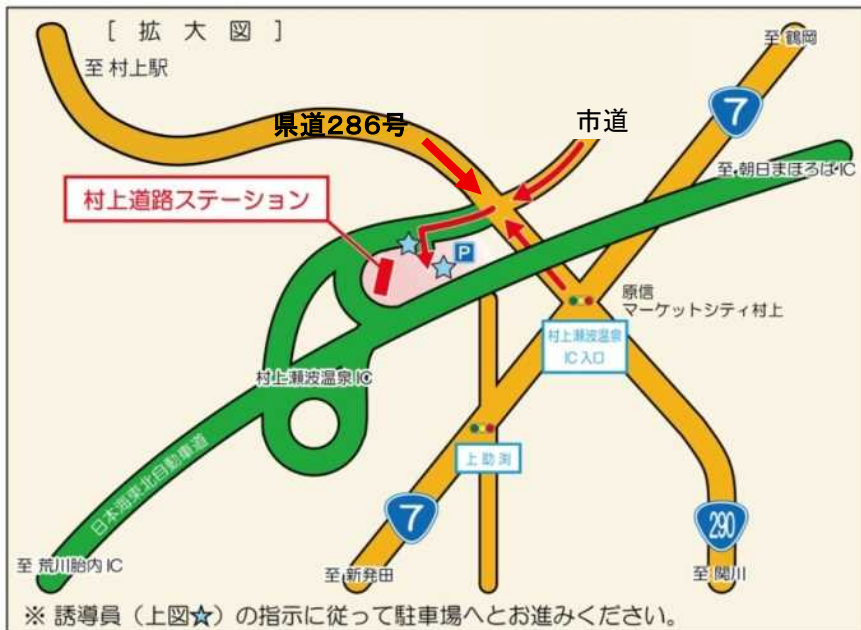 [ 拡 大 図 ]
至 村上駅
至 鶴岡
7
県道286号
市道
至 朝日まほろば IC
村上道路ステーション
P
原信
マーケットシティ村上
村上瀬波温泉
IC 入口
村上瀬波温泉 IC
上 助 渕
日本海東北自動車道
7
290
至 荒川胎内 IC
至 新発田
至 関川
※ 誘導員（上図☆）の指示に従って駐車場へとお進みください。